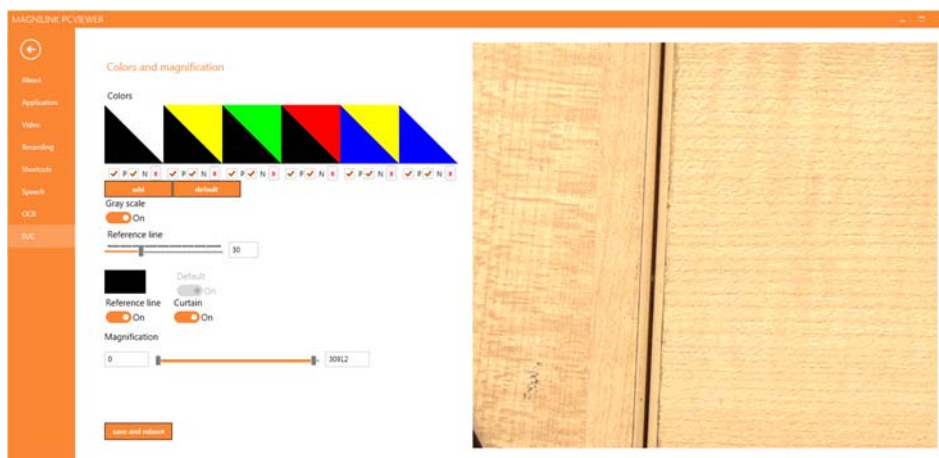 MAGNILINK PCVIEWER
About
Application
Video
Recording
Shortcuts
Speech
OCR
EUC
Colors and magnification
Colors
P N x P N x P N x P N x P N x P N x
add default
Gray scale
On
Reference line
30
Default
On
Reference line Curtain
On On
Magnification
0 30912
save and reboot